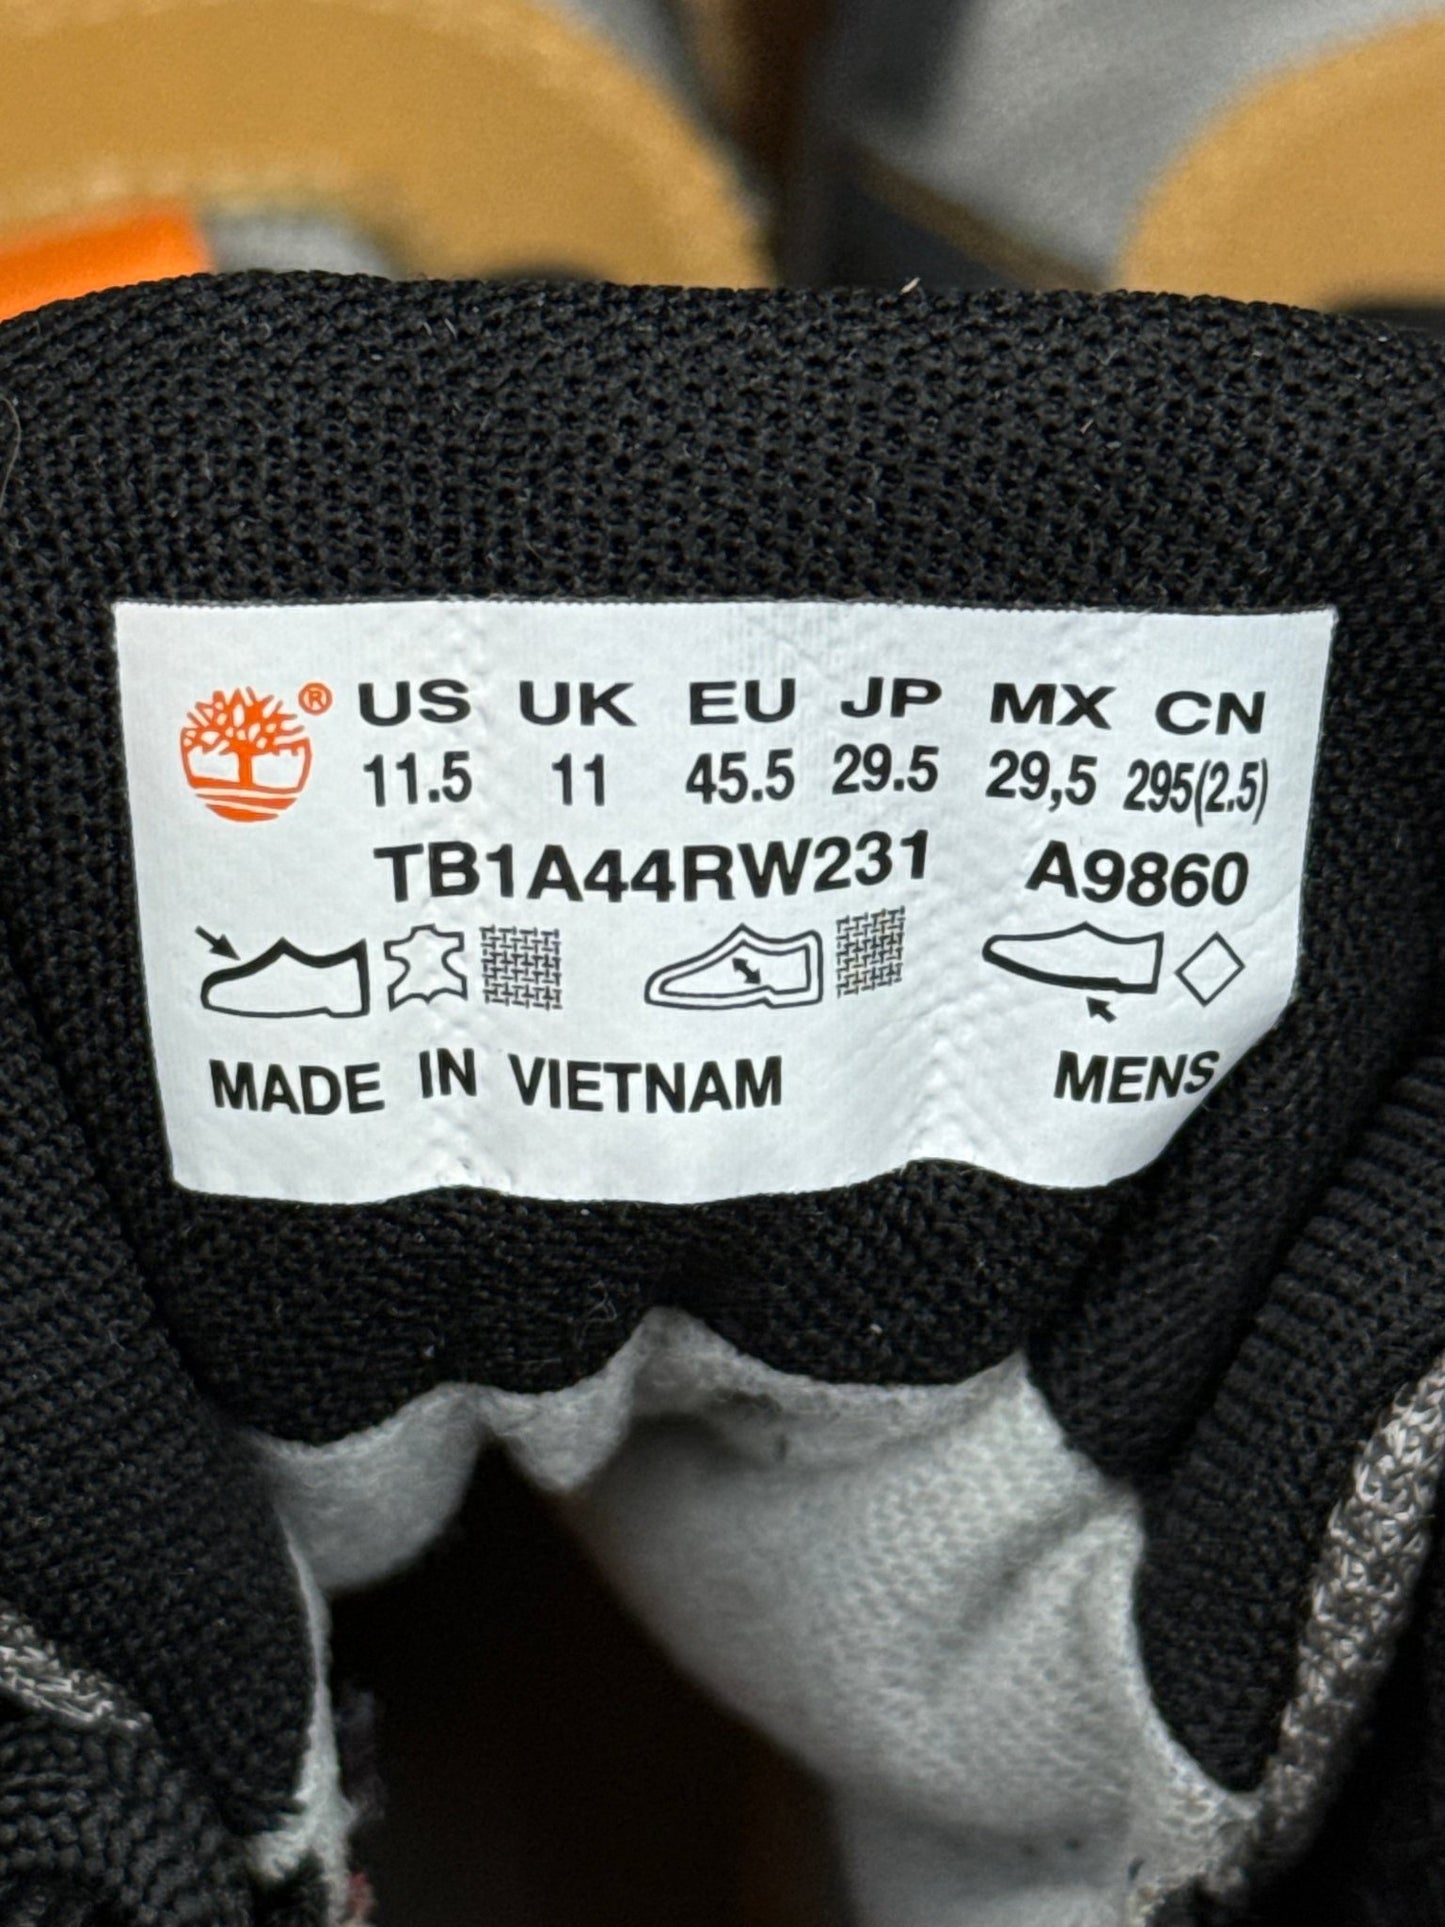 ® US UK EU JP MX CN
11.5 11 45.5 29.5 29,5 295(2.5)
TB1A44RW231 A9860
MADE IN VIETNAM MENS